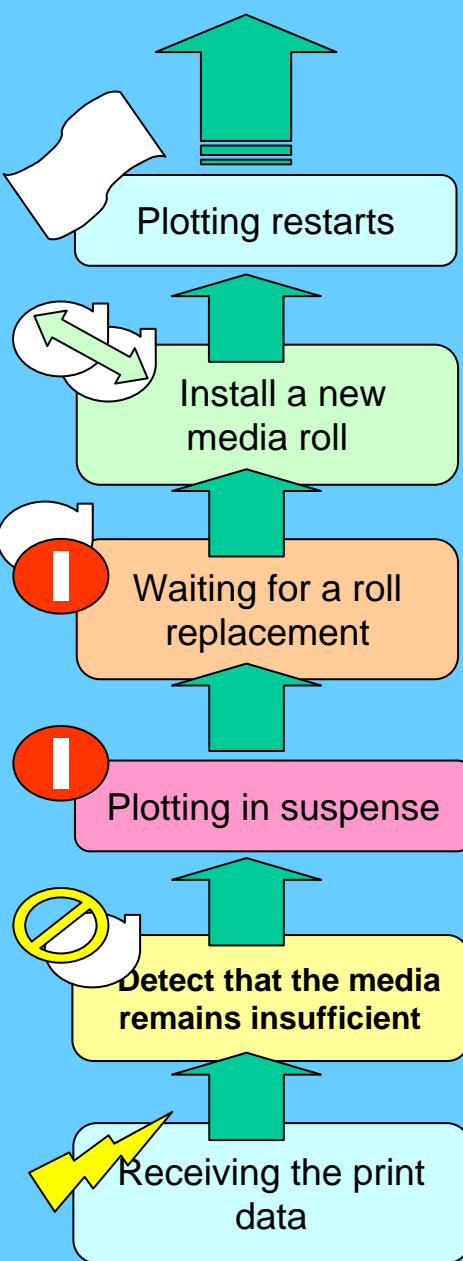 Plotting restarts
Install a new
media roll
Waiting for a roll
replacement
Plotting in suspense
Detect that the media
remains insufficient
Receiving the print
data